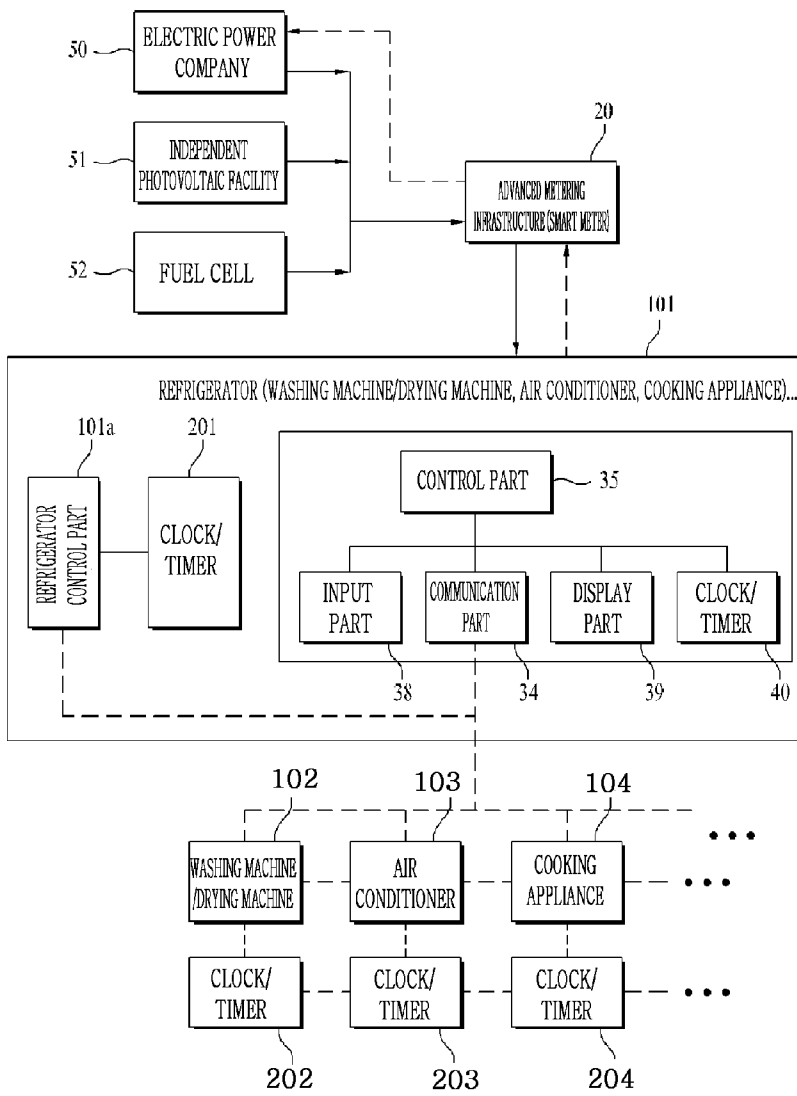 50
ELECTRIC POWER
COMPANY
51
INDEPENDENT
PHOTOVOLTAIC FACILITY
52
FUEL CELL
20
ADVANCED METERING
INFRASTRUCTURE (SMART METER)
101
REFRIGERATOR (WASHING MACHINE/DRYING MACHINE, AIR CONDITIONER, COOKING APPLIANCE)...
101a
201
REFRIGERATOR
CONTROL PART
CLOCK/
TIMER
CONTROL PART
35
INPUT
PART
COMMUNICATION
PART
DISPLAY
PART
CLOCK/
TIMER
38
34
39
40
102
103
104
WASHING MACHINE
/DRYING MACHINE
AIR
CONDITIONER
COOKING
APPLIANCE
CLOCK/
TIMER
CLOCK/
TIMER
CLOCK/
TIMER
202
203
204